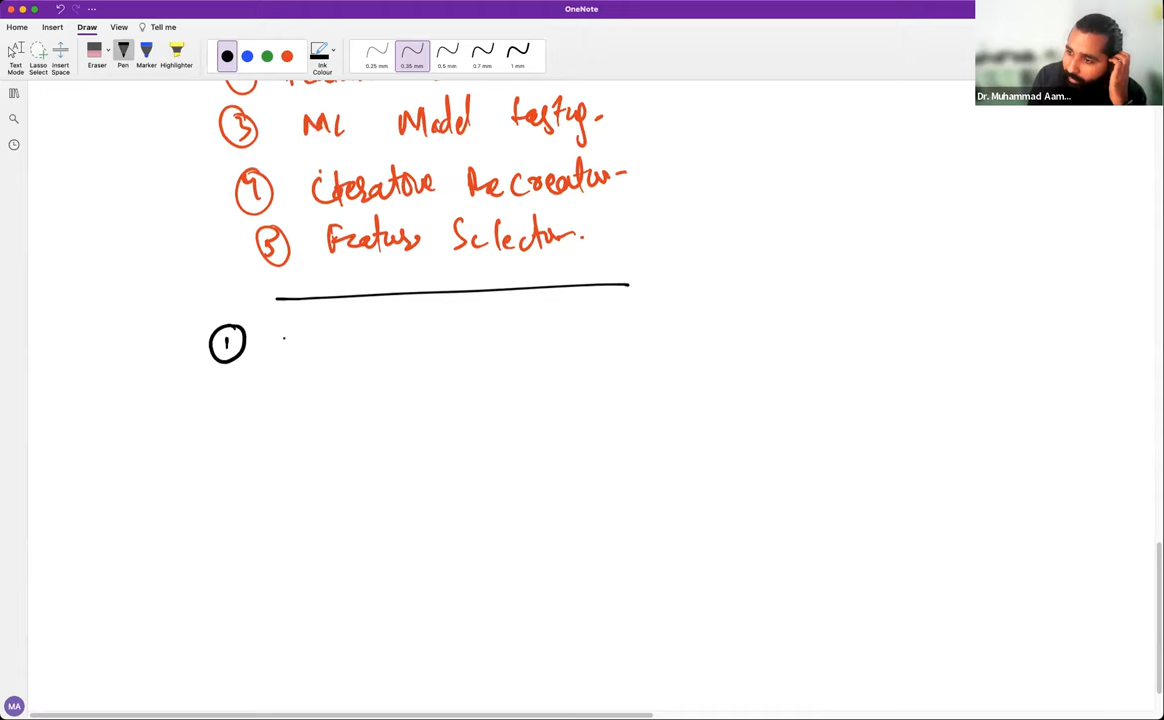 OneNote
Home Insert Draw View Tell me
Text Mode Lasso Select Insert Space Eraser Pen Marker Highlighter Ink Colour 0.25 mm 0.35 mm 0.5 mm 0.7 mm 1 mm
Dr. Muhammad Aam...
③ ML Model testing.
④ iterative Recreation-
⑤ Features Selection.
①
MA